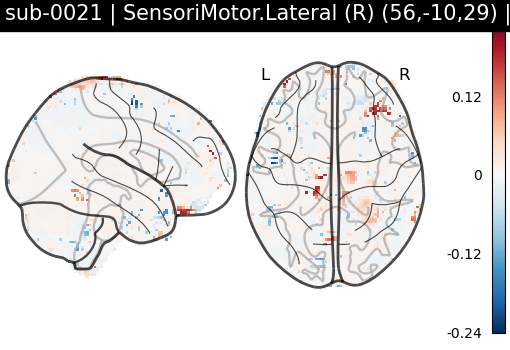 sub-0021 | SensoriMotor.Lateral (R) (56,-10,29) |
L
R
0.12
0
-0.12
-0.24